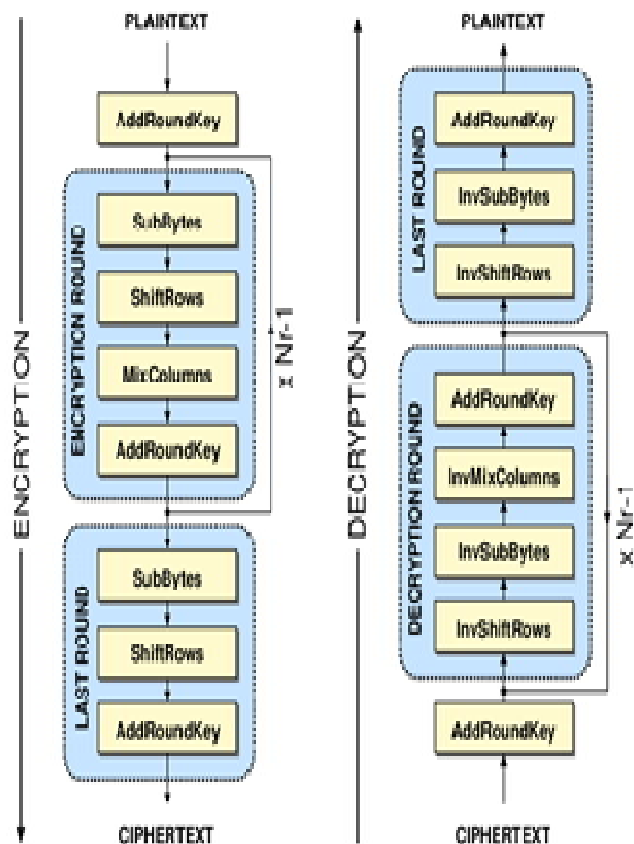 ENCRYPTION
PLAINTEXT
AddRoundKey
ENCRYPTION ROUND
SubBytes
ShiftRows
MixColumns
AddRoundKey
x Nr-1
LAST ROUND
SubBytes
ShiftRows
AddRoundKey
CIPHERTEXT
DECRYPTION
PLAINTEXT
LAST ROUND
AddRoundKey
InvSubBytes
InvShiftRows
DECRYPTION ROUND
AddRoundKey
InvMixColumns
InvSubBytes
InvShiftRows
x Nr-1
AddRoundKey
CIPHERTEXT